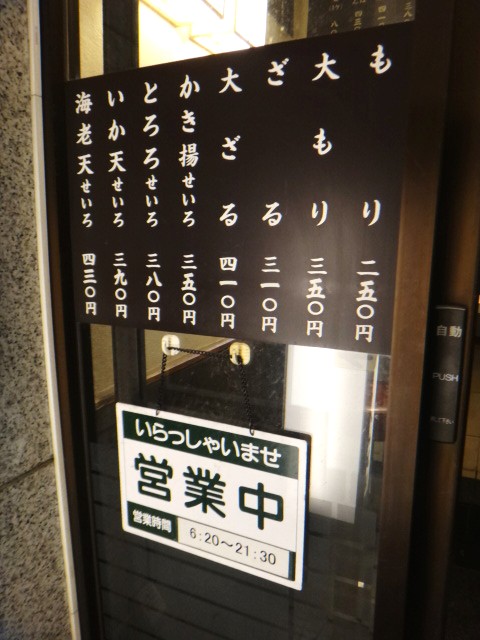 もり 二五〇円
大もり 三五〇円
ざる 三一〇円
大ざる 四一〇円
かき揚せいろ 三五〇円
とろろせいろ 三八〇円
いか天せいろ 三九〇円
海老天せいろ 四三〇円
自動
PUSH
いらっしゃいませ
営業中
営業時間 6:20～21:30